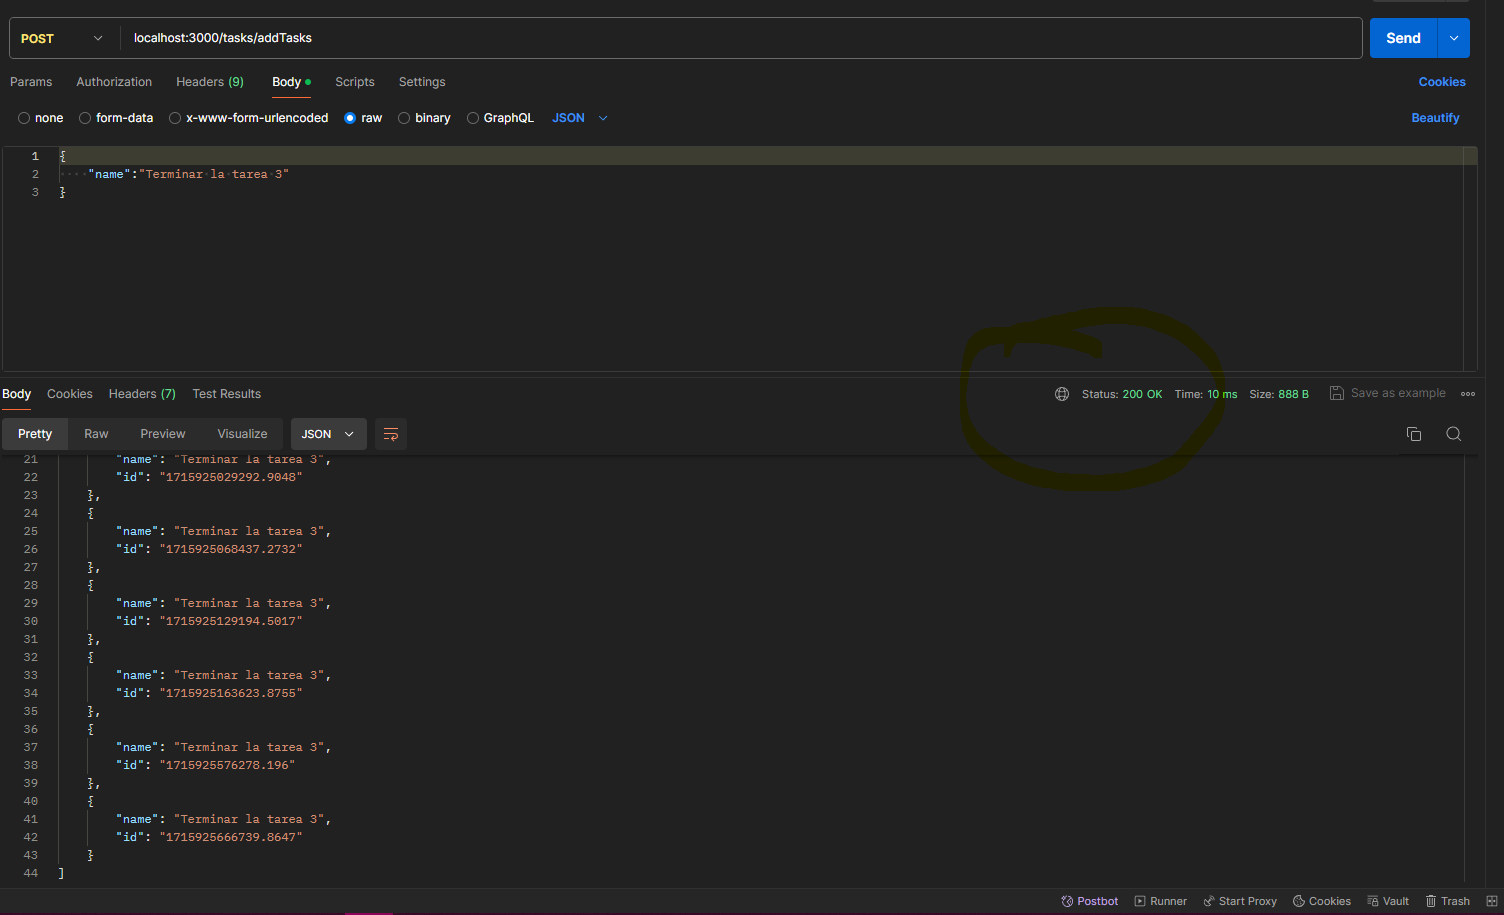 POST localhost:3000/tasks/addTasks Send
Params Authorization Headers (9) Body Scripts Settings Cookies
none form-data x-www-form-urlencoded raw binary GraphQL JSON Beautify
1 {
2 "name":"Terminar la tarea 3"
3 }
Body Cookies Headers (7) Test Results Status: 200 OK Time: 10 ms Size: 888 B Save as example
Pretty Raw Preview Visualize JSON
21 "name": "Terminar la tarea 3",
22 "id": "1715925029292.9048"
23 },
24 {
25 "name": "Terminar la tarea 3",
26 "id": "1715925068437.2732"
27 },
28 {
29 "name": "Terminar la tarea 3",
30 "id": "1715925129194.5017"
31 },
32 {
33 "name": "Terminar la tarea 3",
34 "id": "1715925163623.8755"
35 },
36 {
37 "name": "Terminar la tarea 3",
38 "id": "1715925576278.196"
39 },
40 {
41 "name": "Terminar la tarea 3",
42 "id": "1715925666739.8647"
43 }
44 ]
Postbot Runner Start Proxy Cookies Vault Trash